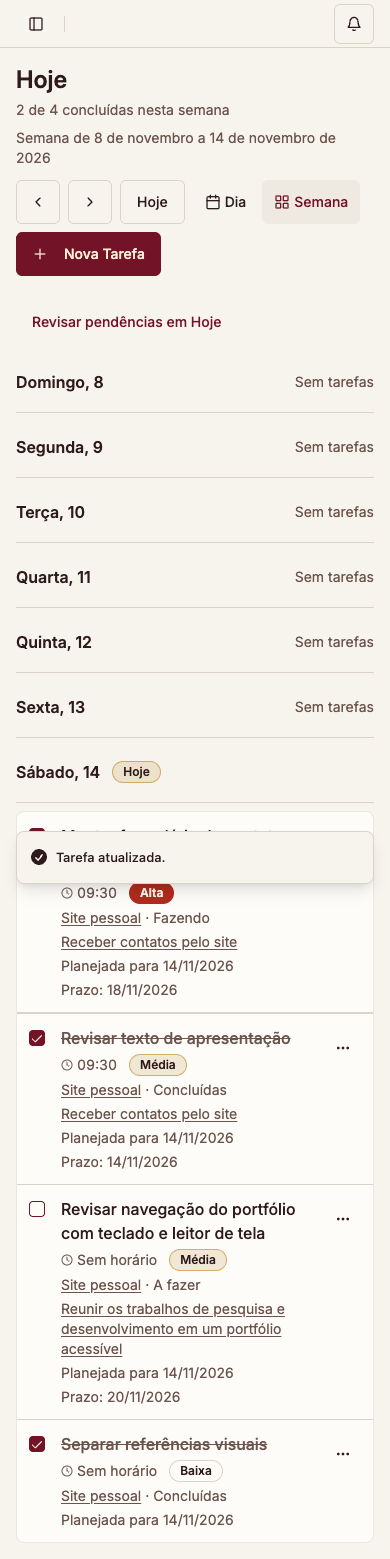 Hoje
2 de 4 concluídas nesta semana
Semana de 8 de novembro a 14 de novembro de
2026
Hoje
Dia
Semana
Nova Tarefa
Revisar pendências em Hoje
Domingo, 8
Sem tarefas
Segunda, 9
Sem tarefas
Terça, 10
Sem tarefas
Quarta, 11
Sem tarefas
Quinta, 12
Sem tarefas
Sexta, 13
Sem tarefas
Sábado, 14
Hoje
Tarefa atualizada.
09:30
Alta
Site pessoal · Fazendo
Receber contatos pelo site
Planejada para 14/11/2026
Prazo: 18/11/2026
Revisar texto de apresentação
09:30
Média
Site pessoal · Concluídas
Receber contatos pelo site
Planejada para 14/11/2026
Prazo: 14/11/2026
Revisar navegação do portfólio
com teclado e leitor de tela
Sem horário
Média
Site pessoal · A fazer
Reunir os trabalhos de pesquisa e
desenvolvimento em um portfólio
acessível
Planejada para 14/11/2026
Prazo: 20/11/2026
Separar referências visuais
Sem horário
Baixa
Site pessoal · Concluídas
Planejada para 14/11/2026